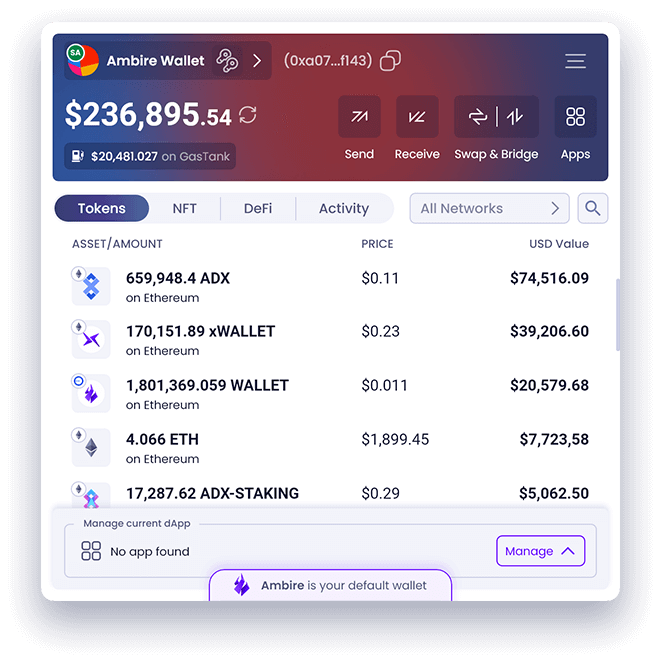 SA
Ambire Wallet
(0xa07...f143)
$236,895.54
$20,481.027 on GasTank
Send
Receive
Swap & Bridge
Apps
Tokens
NFT
DeFi
Activity
All Networks
ASSET/AMOUNT
PRICE
USD Value
659,948.4 ADX
on Ethereum
$0.11
$74,516.09
170,151.89 xWALLET
on Ethereum
$0.23
$39,206.60
1,801,369.059 WALLET
on Ethereum
$0.011
$20,579.68
4.066 ETH
on Ethereum
$1,899.45
$7,723,58
17,287.62 ADX-STAKING
$0.29
$5,062.50
Manage current dApp
No app found
Manage
Ambire is your default wallet